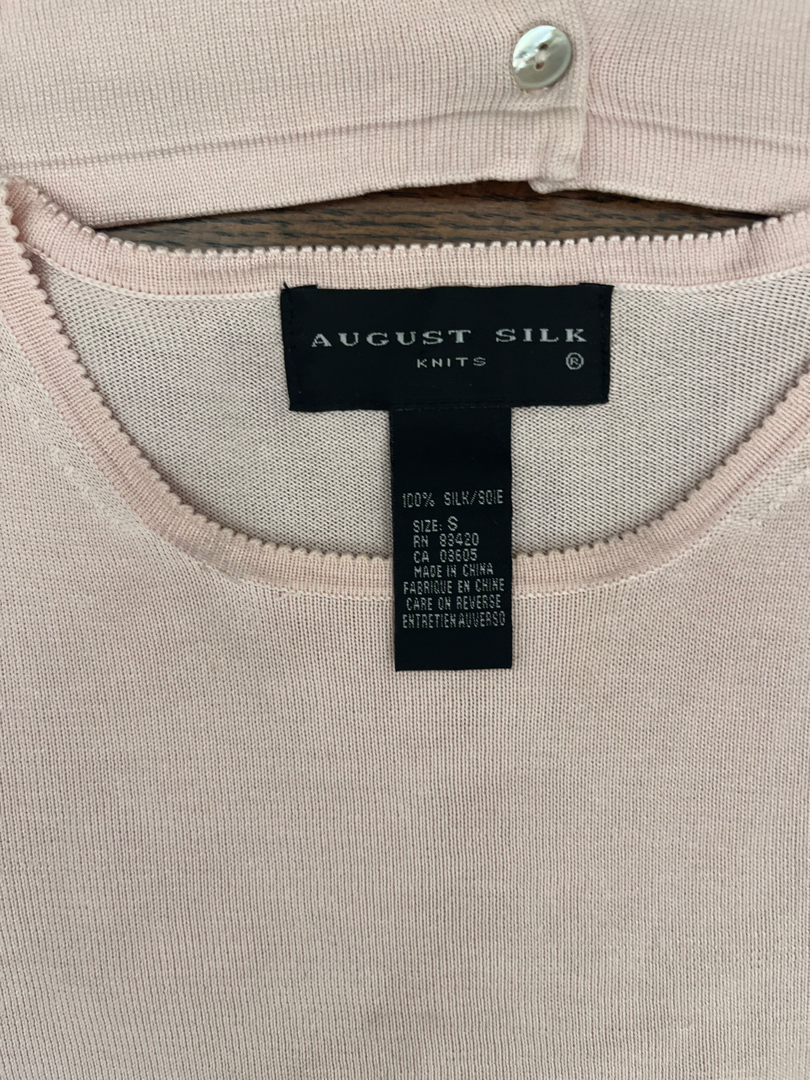 AUGUST SILK
KNITS
®
100% SILK/SOIE
SIZE: S
RN 83420
CA 03605
MADE IN CHINA
FABRIQUE EN CHINE
CARE ON REVERSE
ENTRETIEN AU VERSO